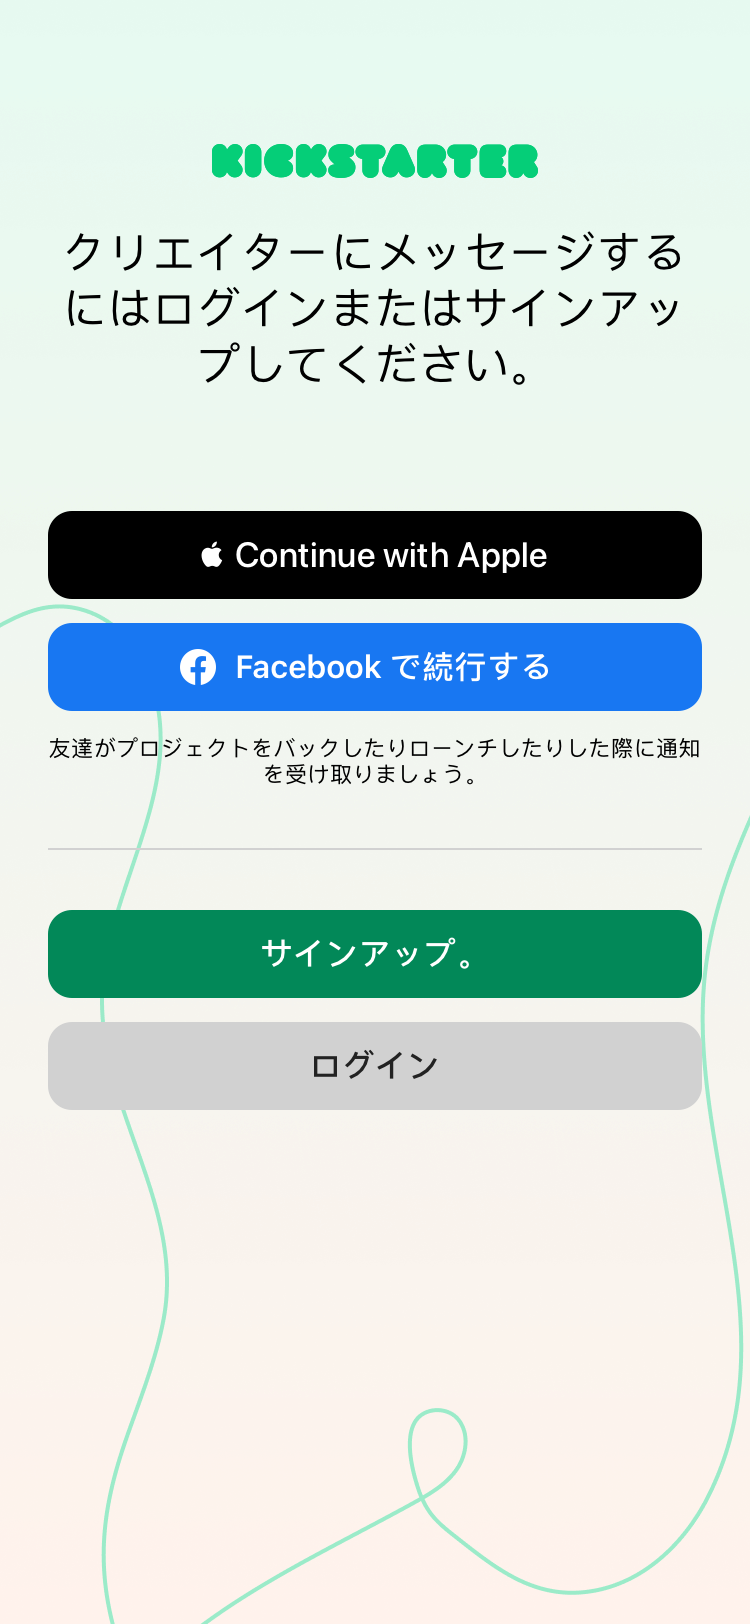 KICKSTARTER
クリエイターにメッセージする
にはログインまたはサインアッ
プしてください。
Continue with Apple
Facebook で続行する
友達がプロジェクトをバックしたりローンチしたりした際に通知
を受け取りましょう。
サインアップ。
ログイン